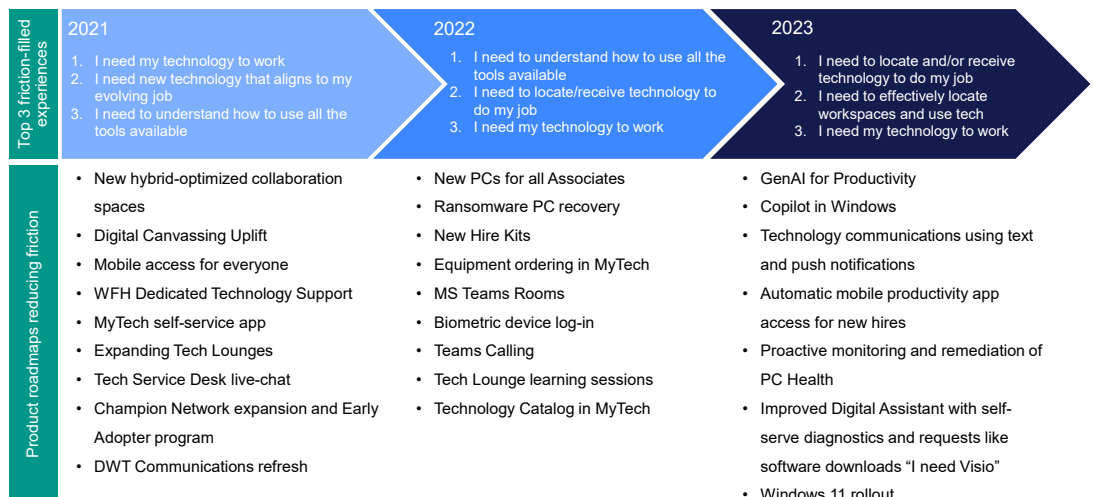 Top 3 friction-filled
experiences
2021
1. I need my technology to work
2. I need new technology that aligns to my
evolving job
3. I need to understand how to use all the
tools available
2022
1. I need to understand how to use all the
tools available
2. I need to locate/receive technology to
do my job
3. I need my technology to work
2023
1. I need to locate and/or receive
technology to do my job
2. I need to effectively locate
workspaces and use tech
3. I need my technology to work
Product roadmaps reducing friction
• New hybrid-optimized collaboration
spaces
• Digital Canvassing Uplift
• Mobile access for everyone
• WFH Dedicated Technology Support
• MyTech self-service app
• Expanding Tech Lounges
• Tech Service Desk live-chat
• Champion Network expansion and Early
Adopter program
• DWT Communications refresh
• New PCs for all Associates
• Ransomware PC recovery
• New Hire Kits
• Equipment ordering in MyTech
• MS Teams Rooms
• Biometric device log-in
• Teams Calling
• Tech Lounge learning sessions
• Technology Catalog in MyTech
• GenAI for Productivity
• Copilot in Windows
• Technology communications using text
and push notifications
• Automatic mobile productivity app
access for new hires
• Proactive monitoring and remediation of
PC Health
• Improved Digital Assistant with self-
serve diagnostics and requests like
software downloads “I need Visio”
• Windows 11 rollout